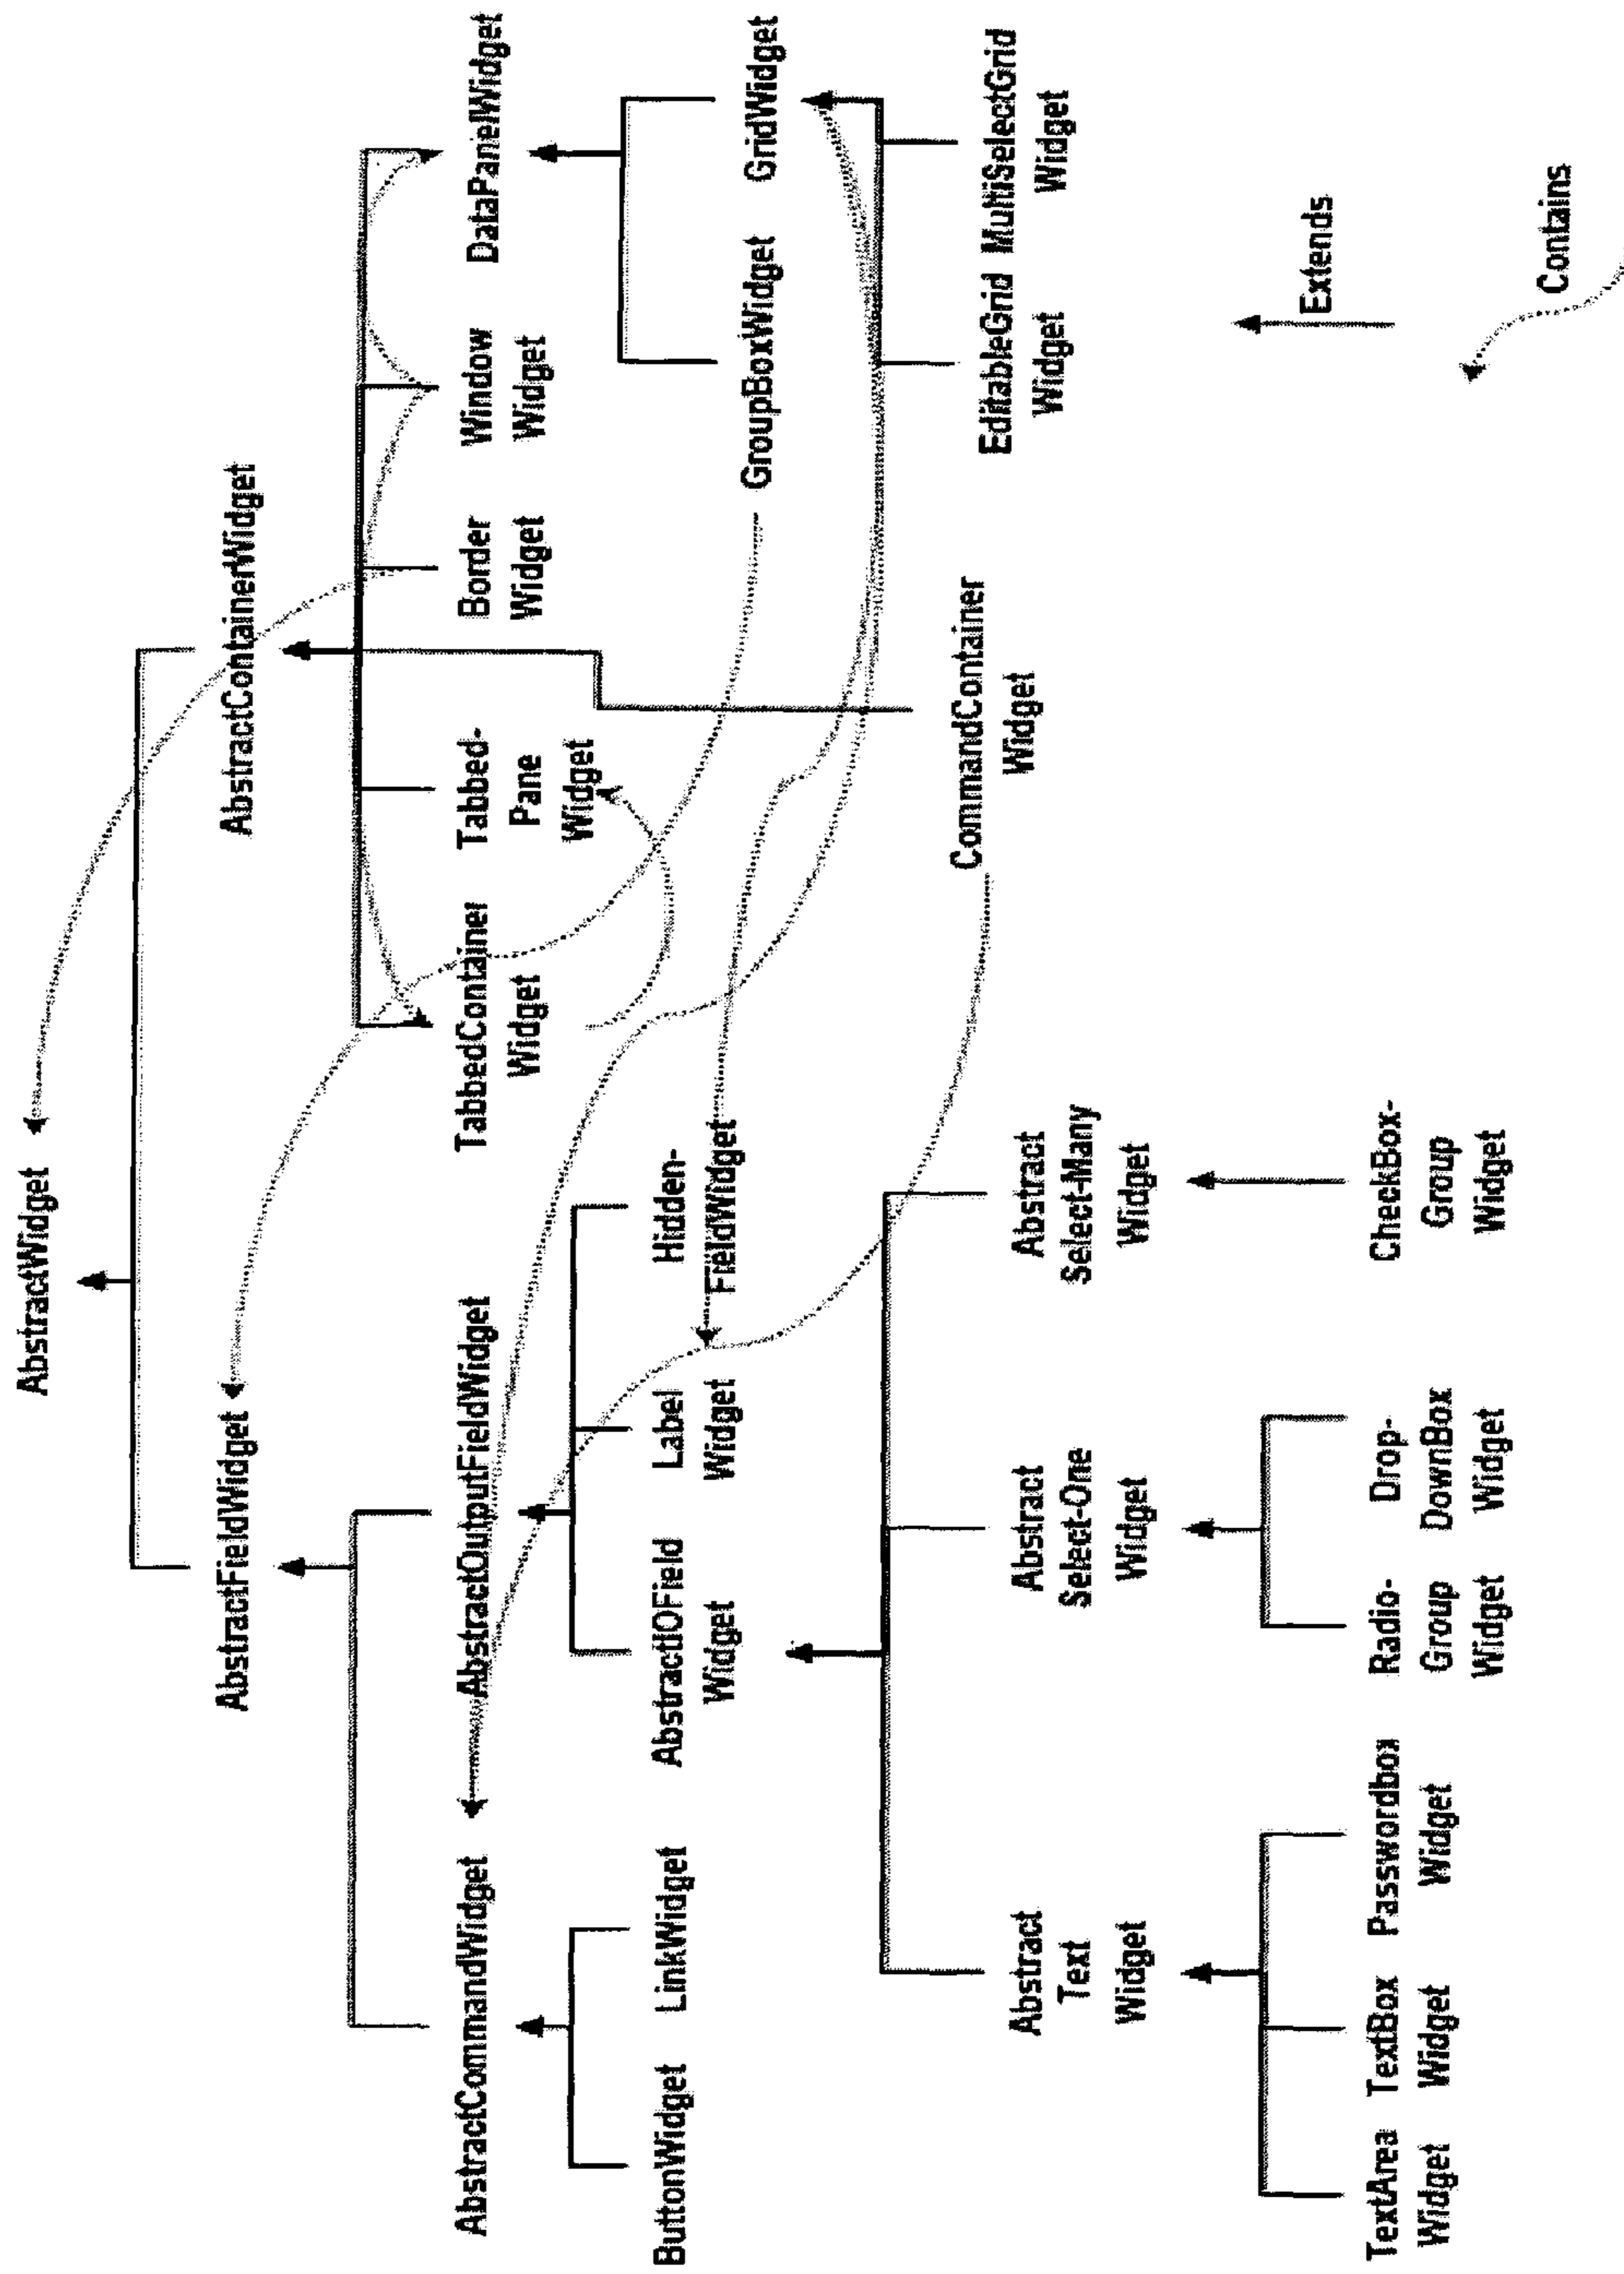 AbstractWidget
AbstractFieldWidget
AbstractContainerWidget
AbstractCommandWidget
AbstractOutputFieldWidget
TabbedContainer
Widget
Tabbed-
Pane
Widget
Border
Widget
Window
Widget
DataPanelWidget
ButtonWidget
LinkWidget
AbstractIOField
Widget
Label
Widget
Hidden-
FieldWidget
GroupBoxWidget
GridWidget
CommandContainer
Widget
EditableGrid
Widget
MultiSelectGrid
Widget
Abstract
Text
Widget
Abstract
Select-One
Widget
Abstract
Select-Many
Widget
TextArea
Widget
TextBox
Widget
Passwordbox
Widget
Radio-
Group
Widget
Drop-
DownBox
Widget
CheckBox-
Group
Widget
Extends
Contains